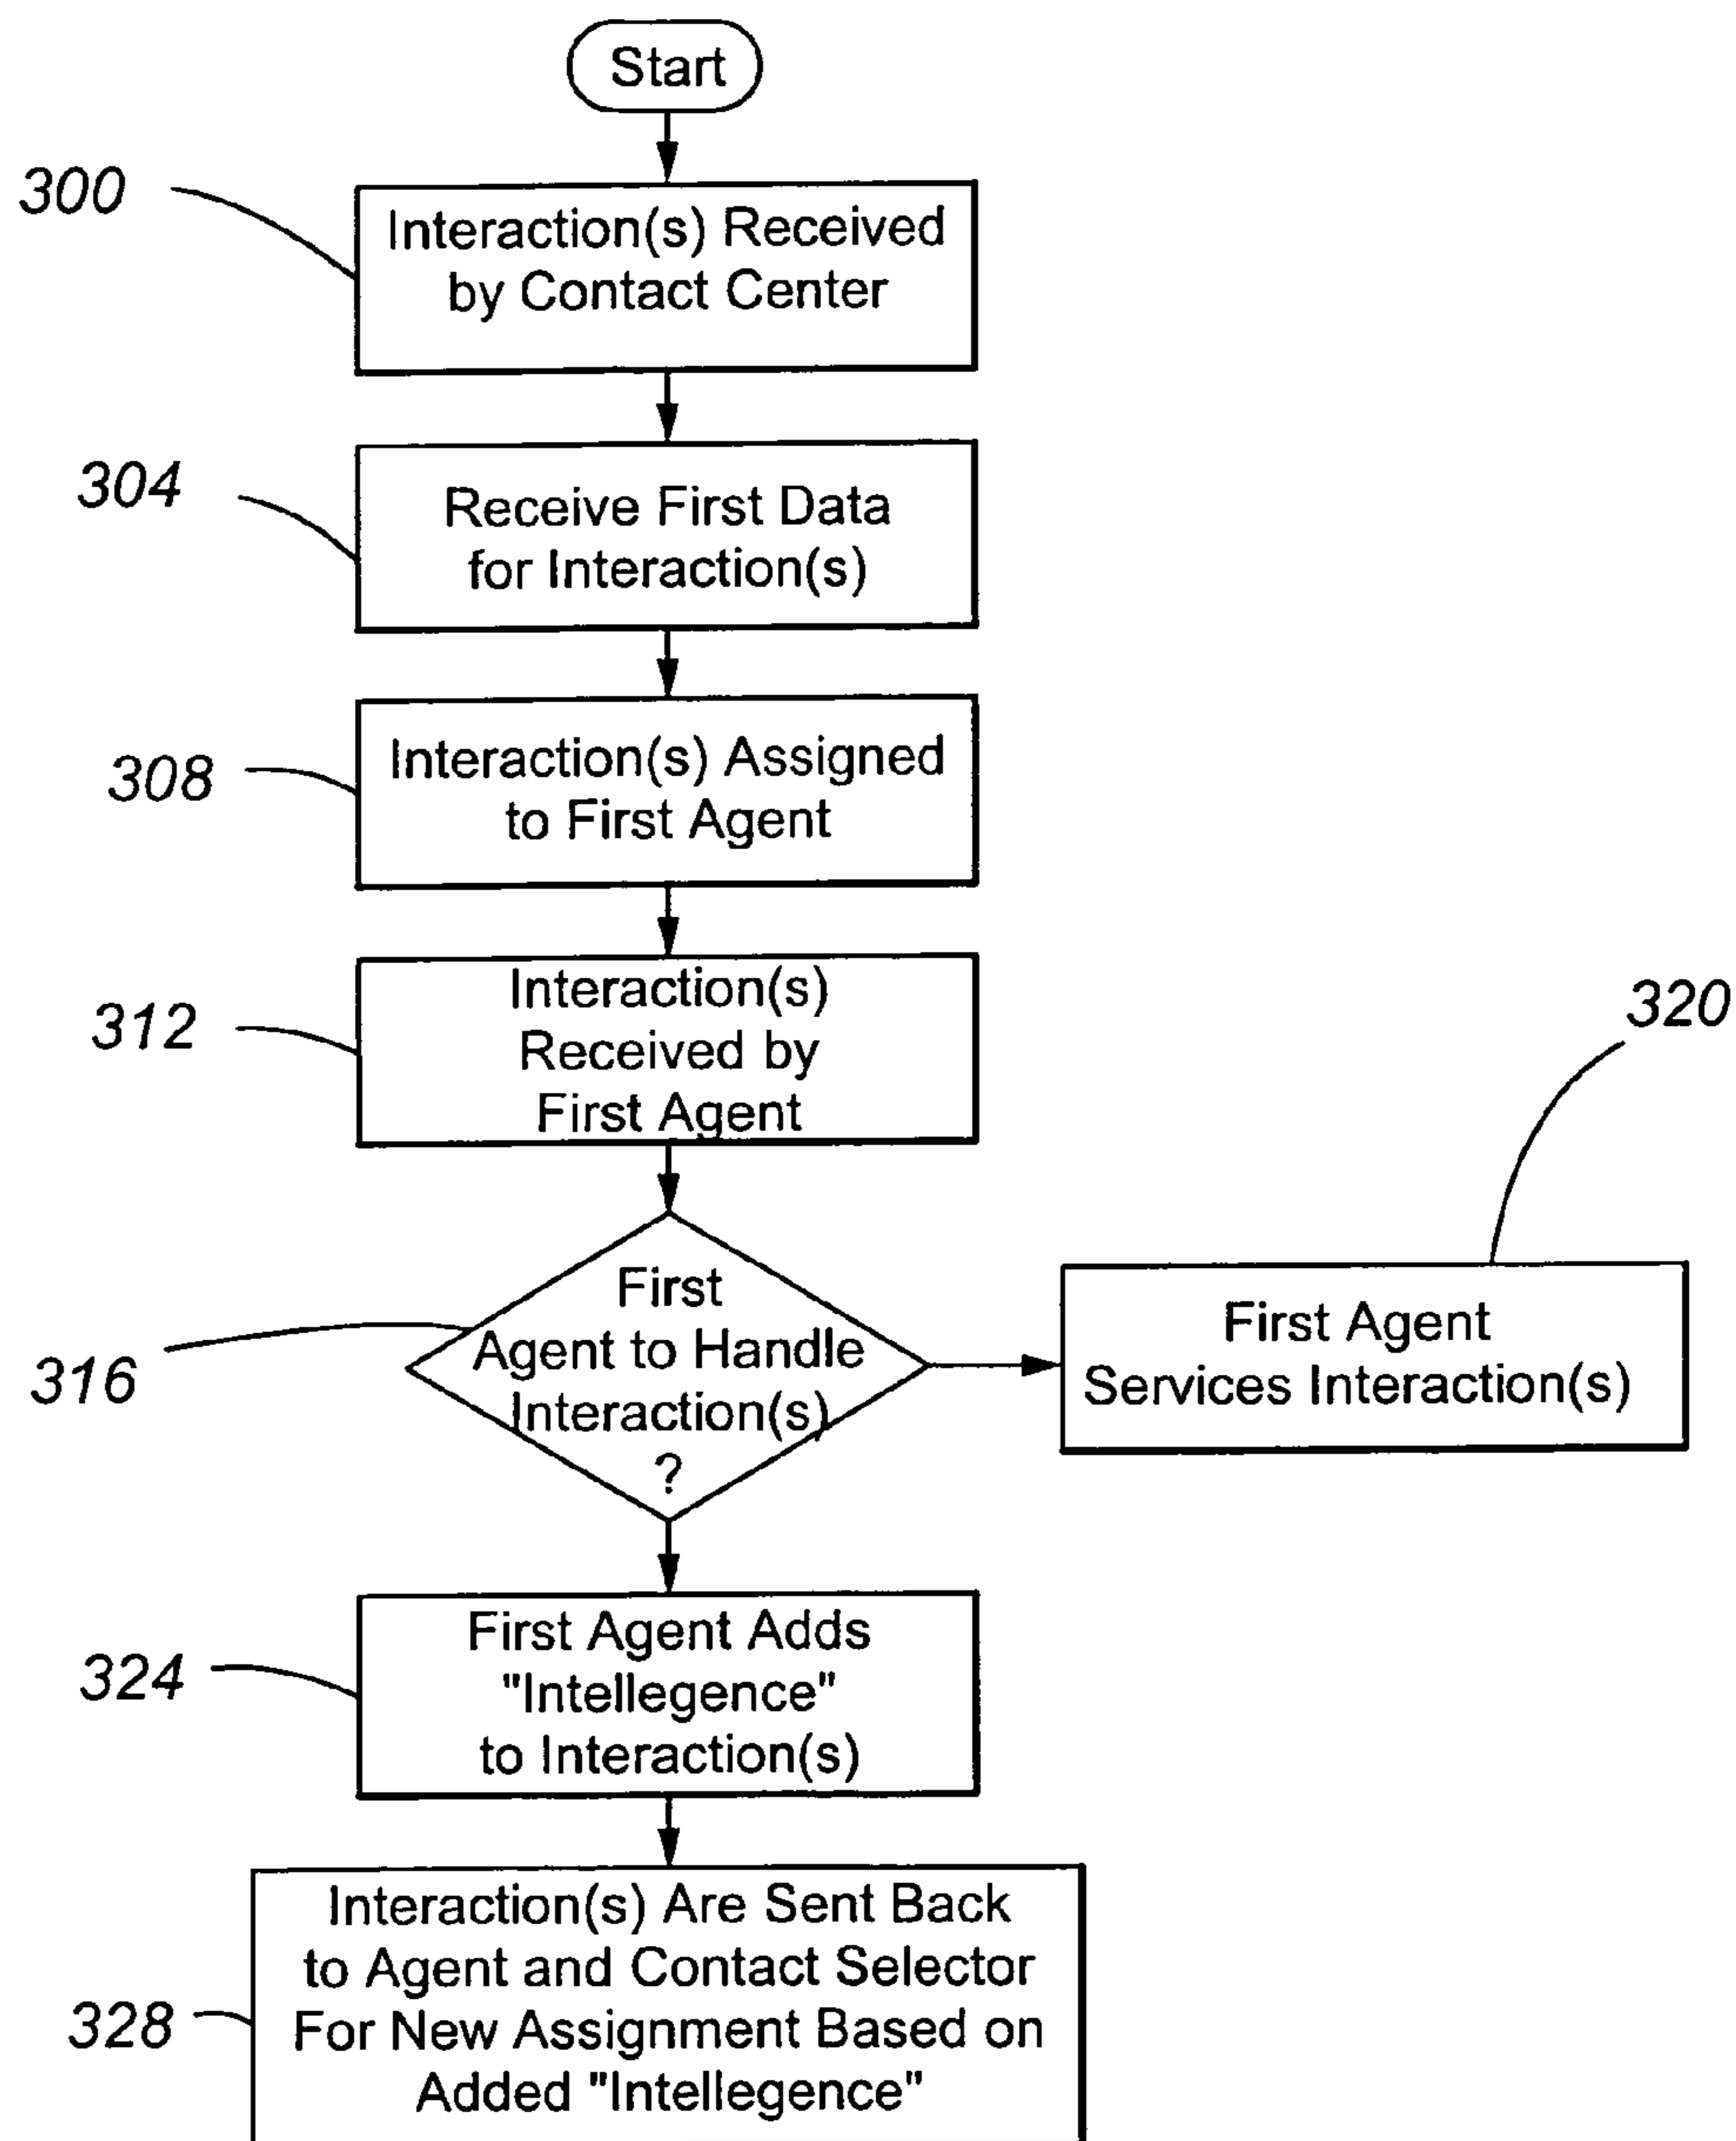 Start
300
Interaction(s) Received
by Contact Center
304
Receive First Data
for Interaction(s)
308
Interaction(s) Assigned
to First Agent
312
Interaction(s)
Received by
First Agent
320
316
First
Agent to Handle
Interaction(s)
?
First Agent
Services Interaction(s)
324
First Agent Adds
"Intellegence"
to Interaction(s)
328
Interaction(s) Are Sent Back
to Agent and Contact Selector
For New Assignment Based on
Added "Intellegence"